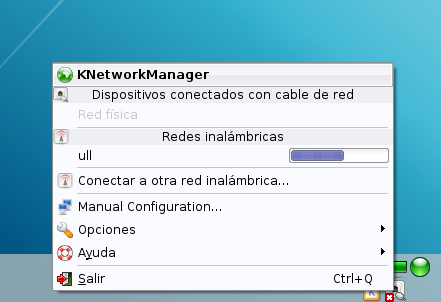 KNetworkManager
Dispositivos conectados con cable de red
Red física
Redes inalámbricas
ull
Conectar a otra red inalámbrica...
Manual Configuration...
Opciones
Ayuda
Salir Ctrl+Q